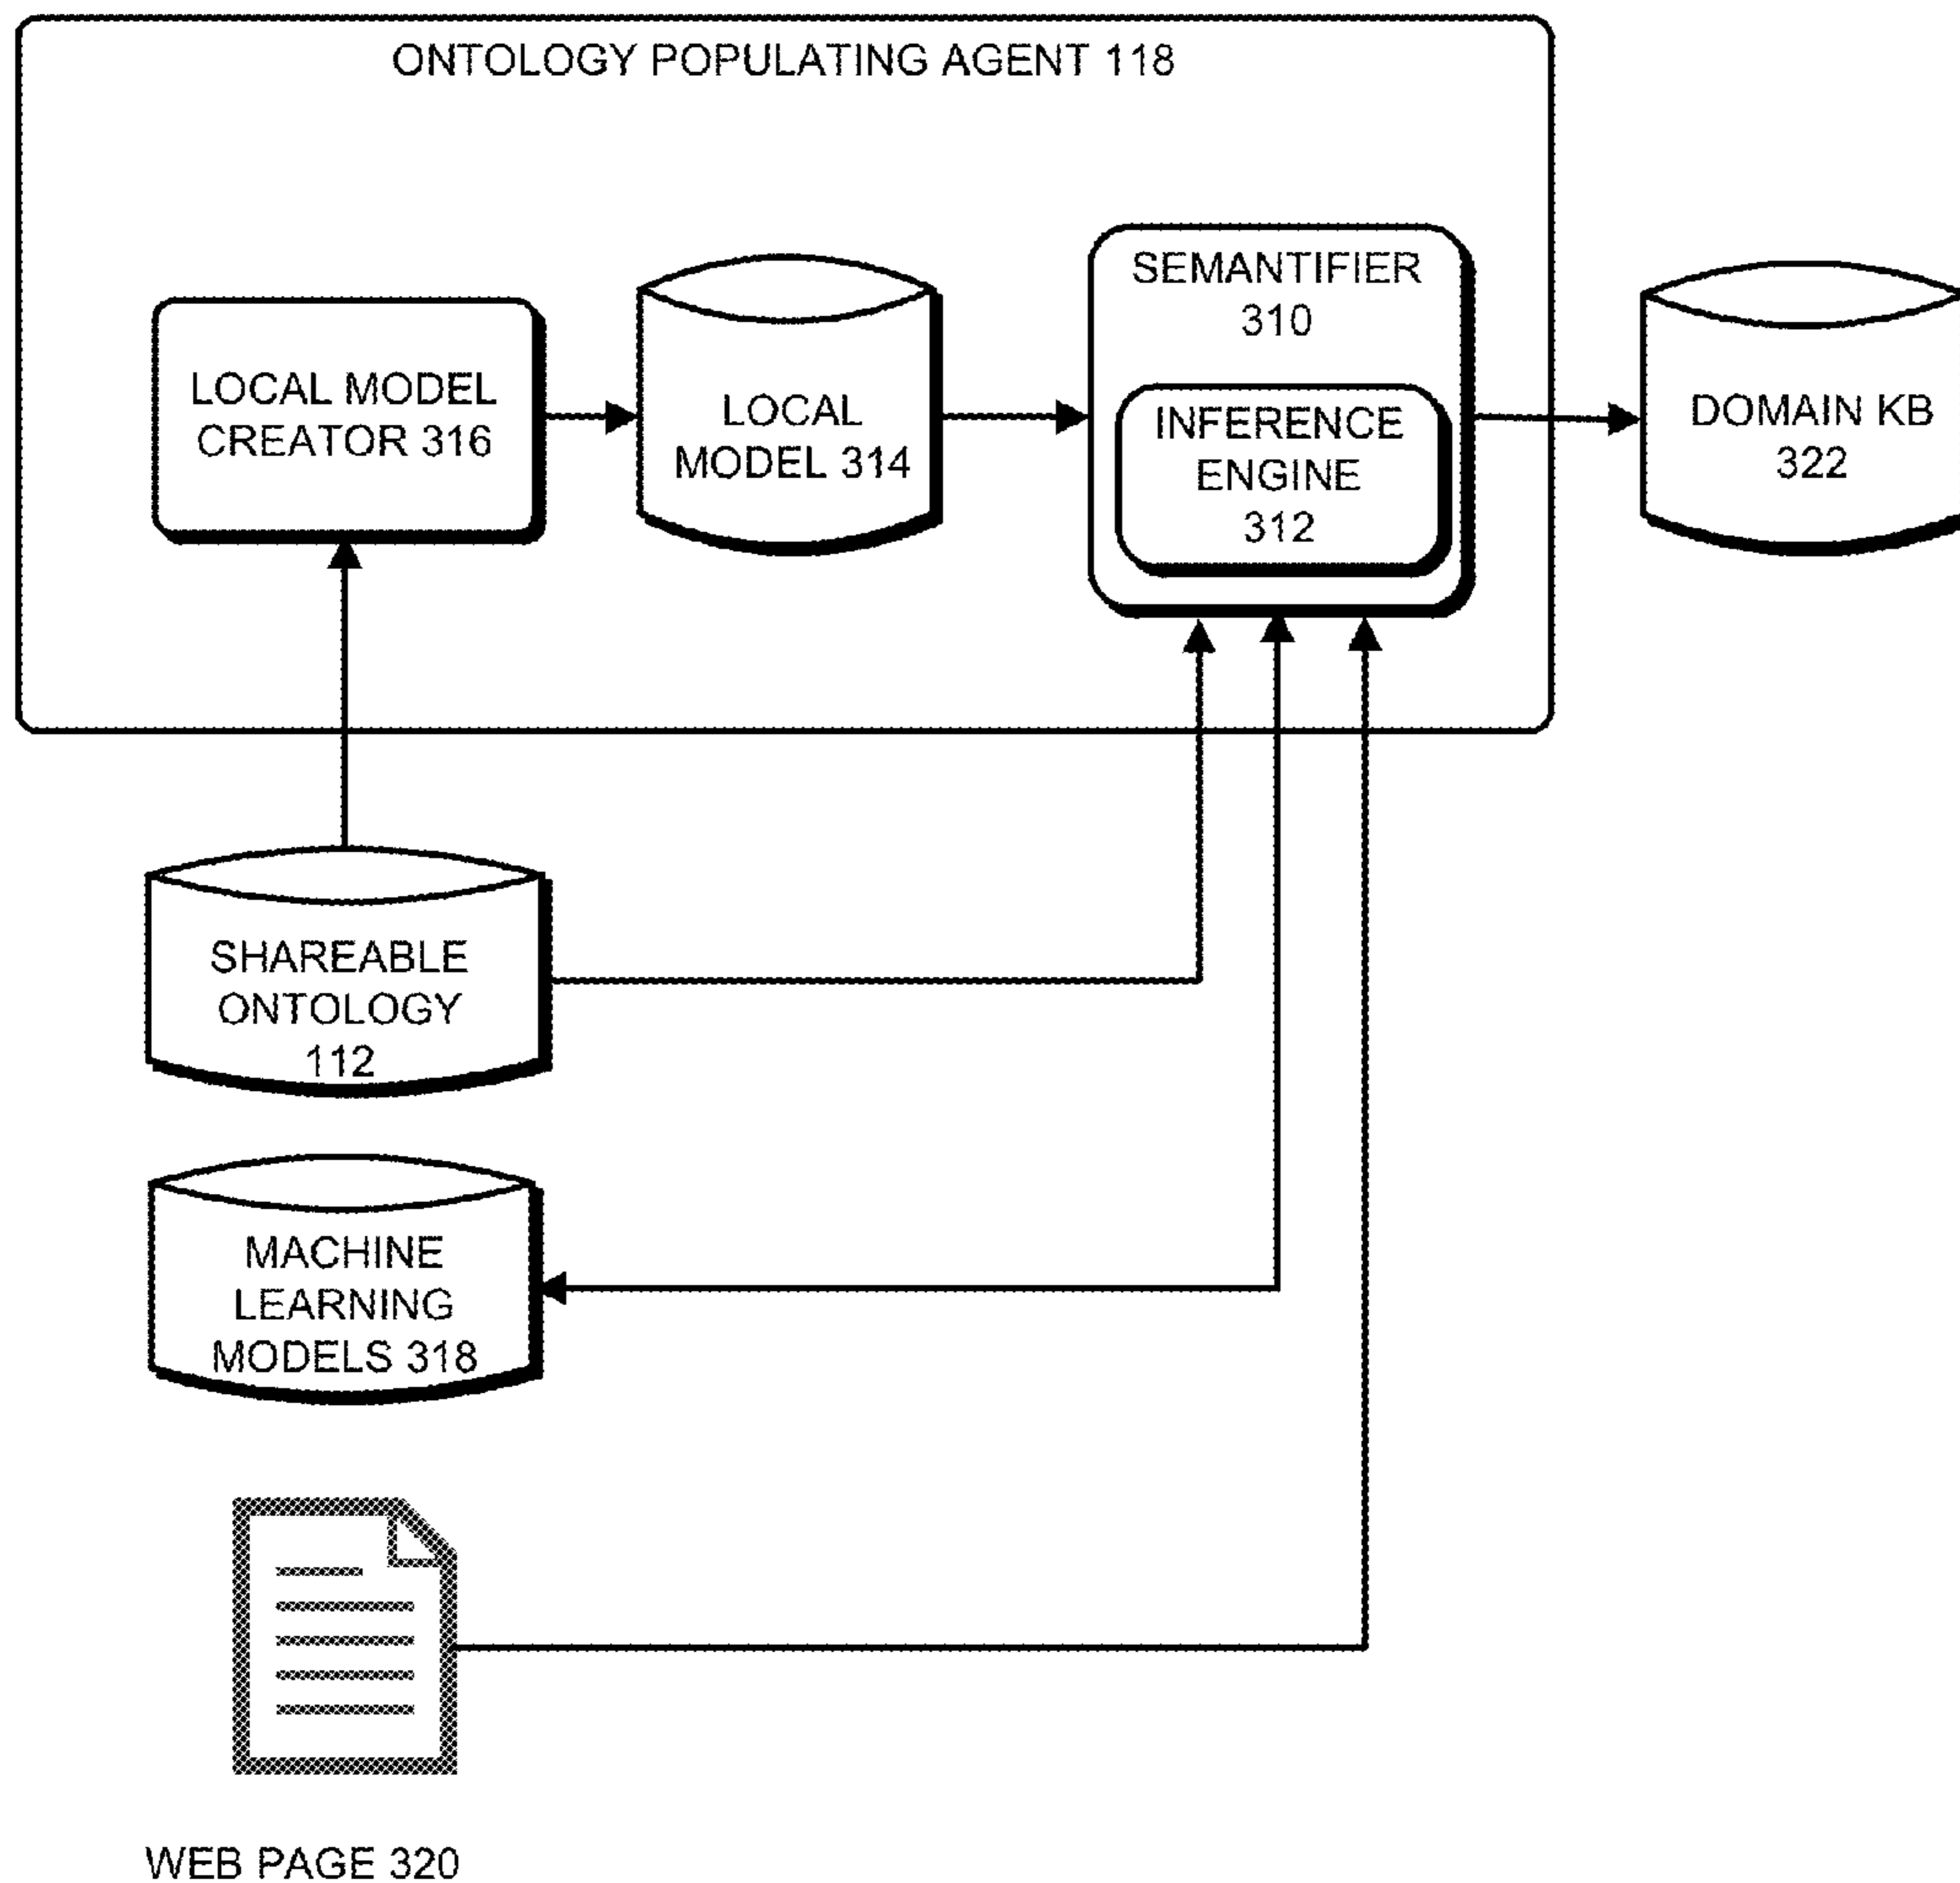 ONTOLOGY POPULATING AGENT 118
LOCAL MODEL
CREATOR 316
LOCAL
MODEL 314
SEMANTIFIER
310
INFERENCE
ENGINE
312
DOMAIN KB
322
SHAREABLE
ONTOLOGY
112
MACHINE
LEARNING
MODELS 318
WEB PAGE 320